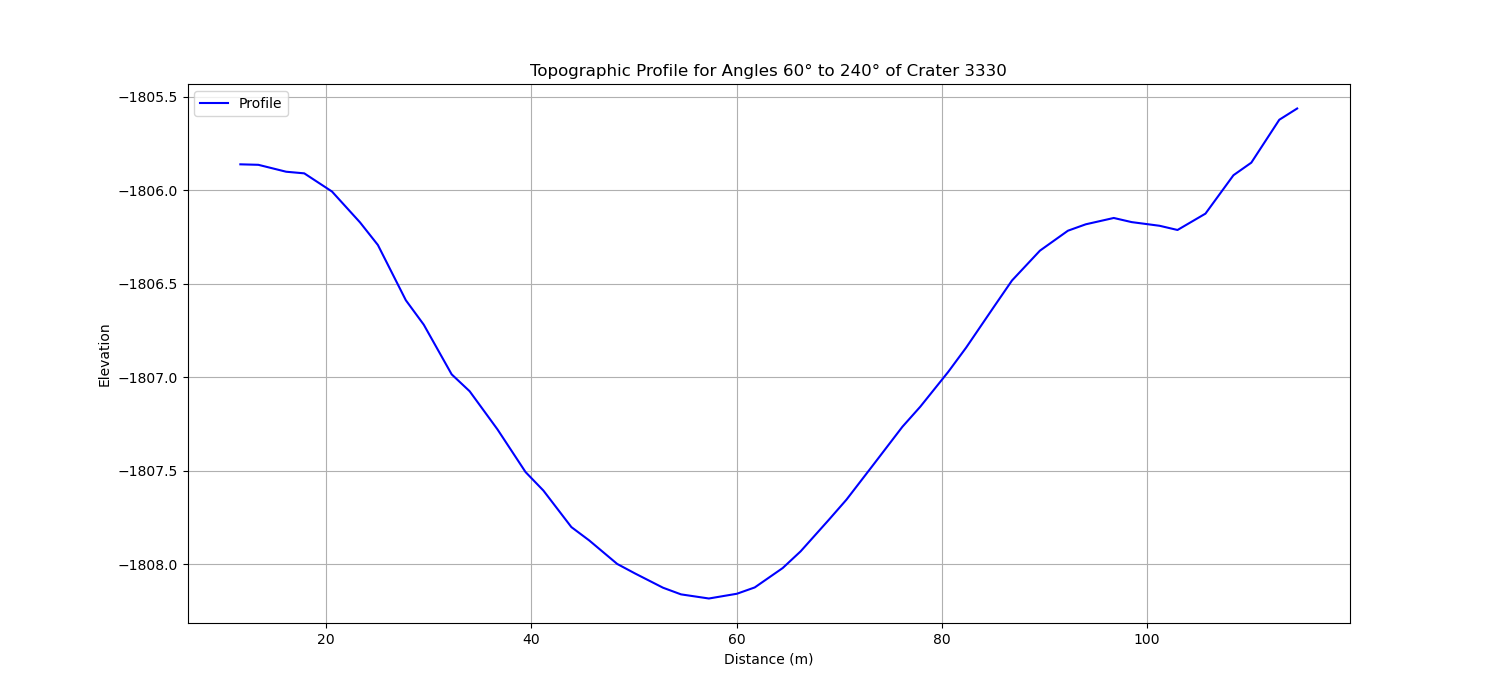 Topographic Profile for Angles 60° to 240° of Crater 3330
Profile
−1805.5
−1806.0
−1806.5
−1807.0
−1807.5
−1808.0
Elevation
20 40 60 80 100
Distance (m)